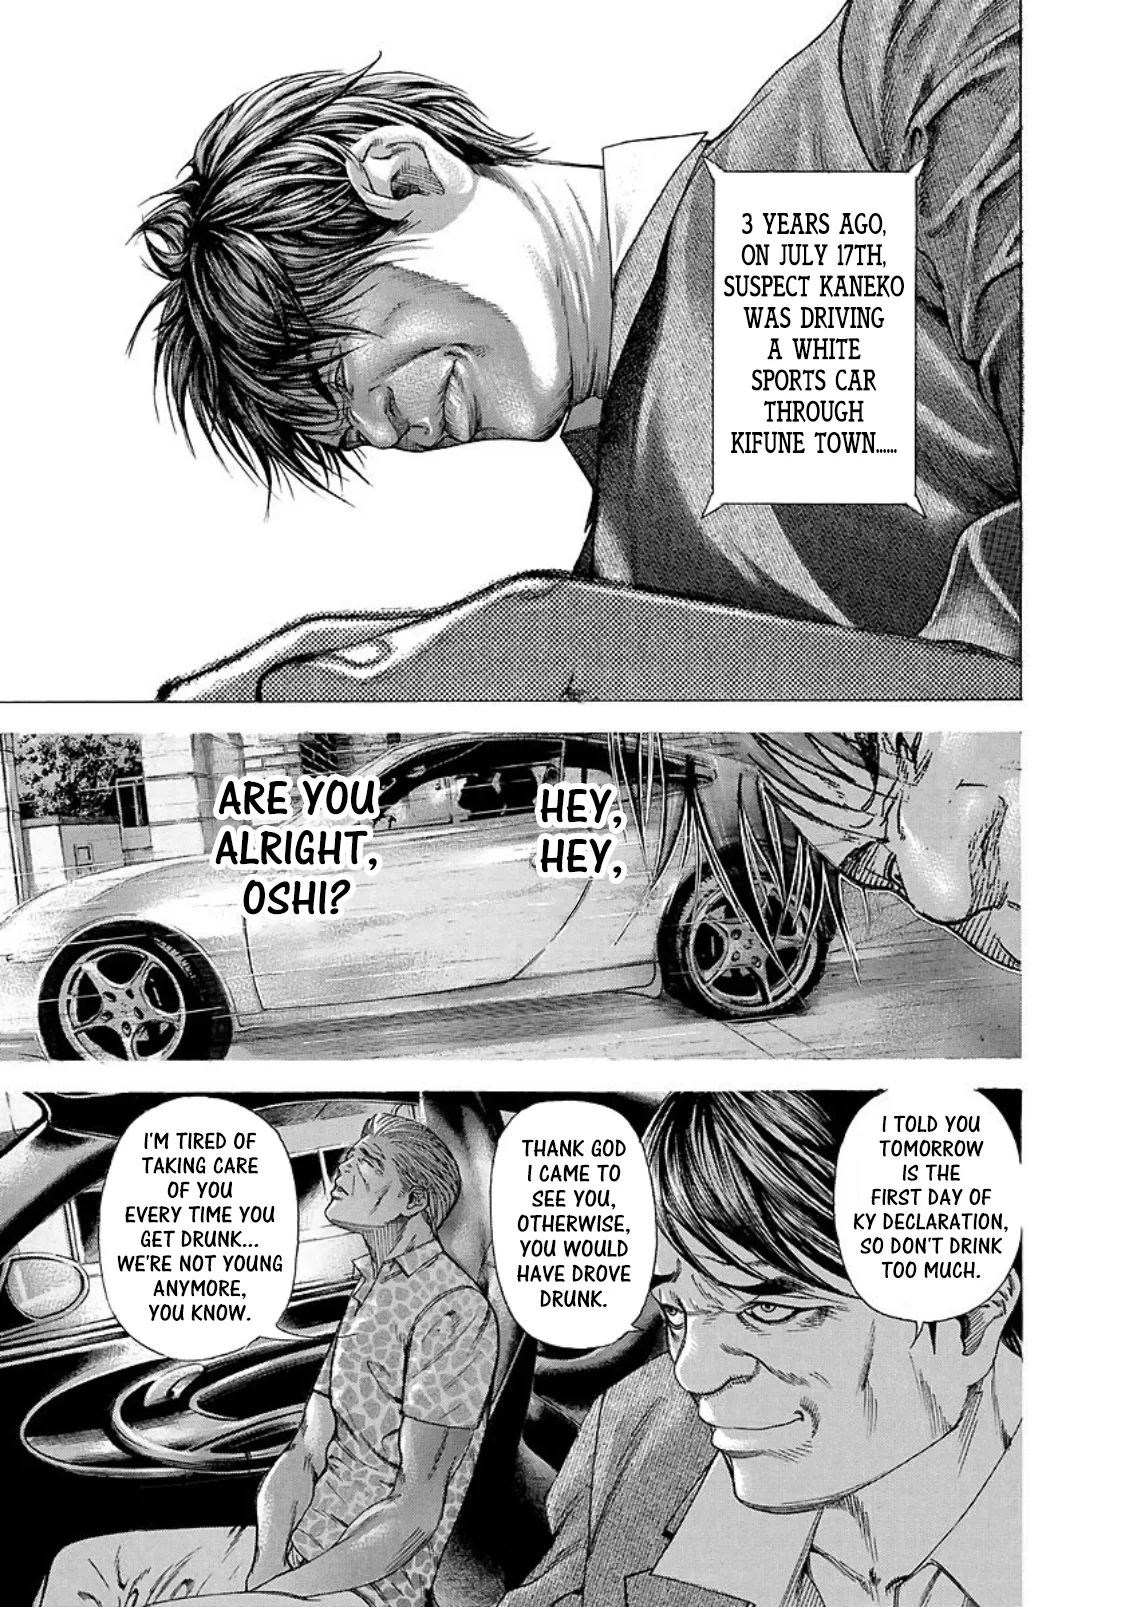 3 YEARS AGO,
ON JULY 17TH,
SUSPECT KANEKO
WAS DRIVING
A WHITE
SPORTS CAR
THROUGH
KIFUNE TOWN......
HEY,
HEY,
ARE YOU
ALRIGHT,
OSHI?
I TOLD YOU
TOMORROW
IS THE
FIRST DAY OF
KY DECLARATION,
SO DON'T DRINK
TOO MUCH.
THANK GOD
I CAME TO
SEE YOU,
OTHERWISE,
YOU WOULD
HAVE DROVE
DRUNK.
I'M TIRED OF
TAKING CARE
OF YOU
EVERY TIME YOU
GET DRUNK...
WE'RE NOT YOUNG
ANYMORE,
YOU KNOW.